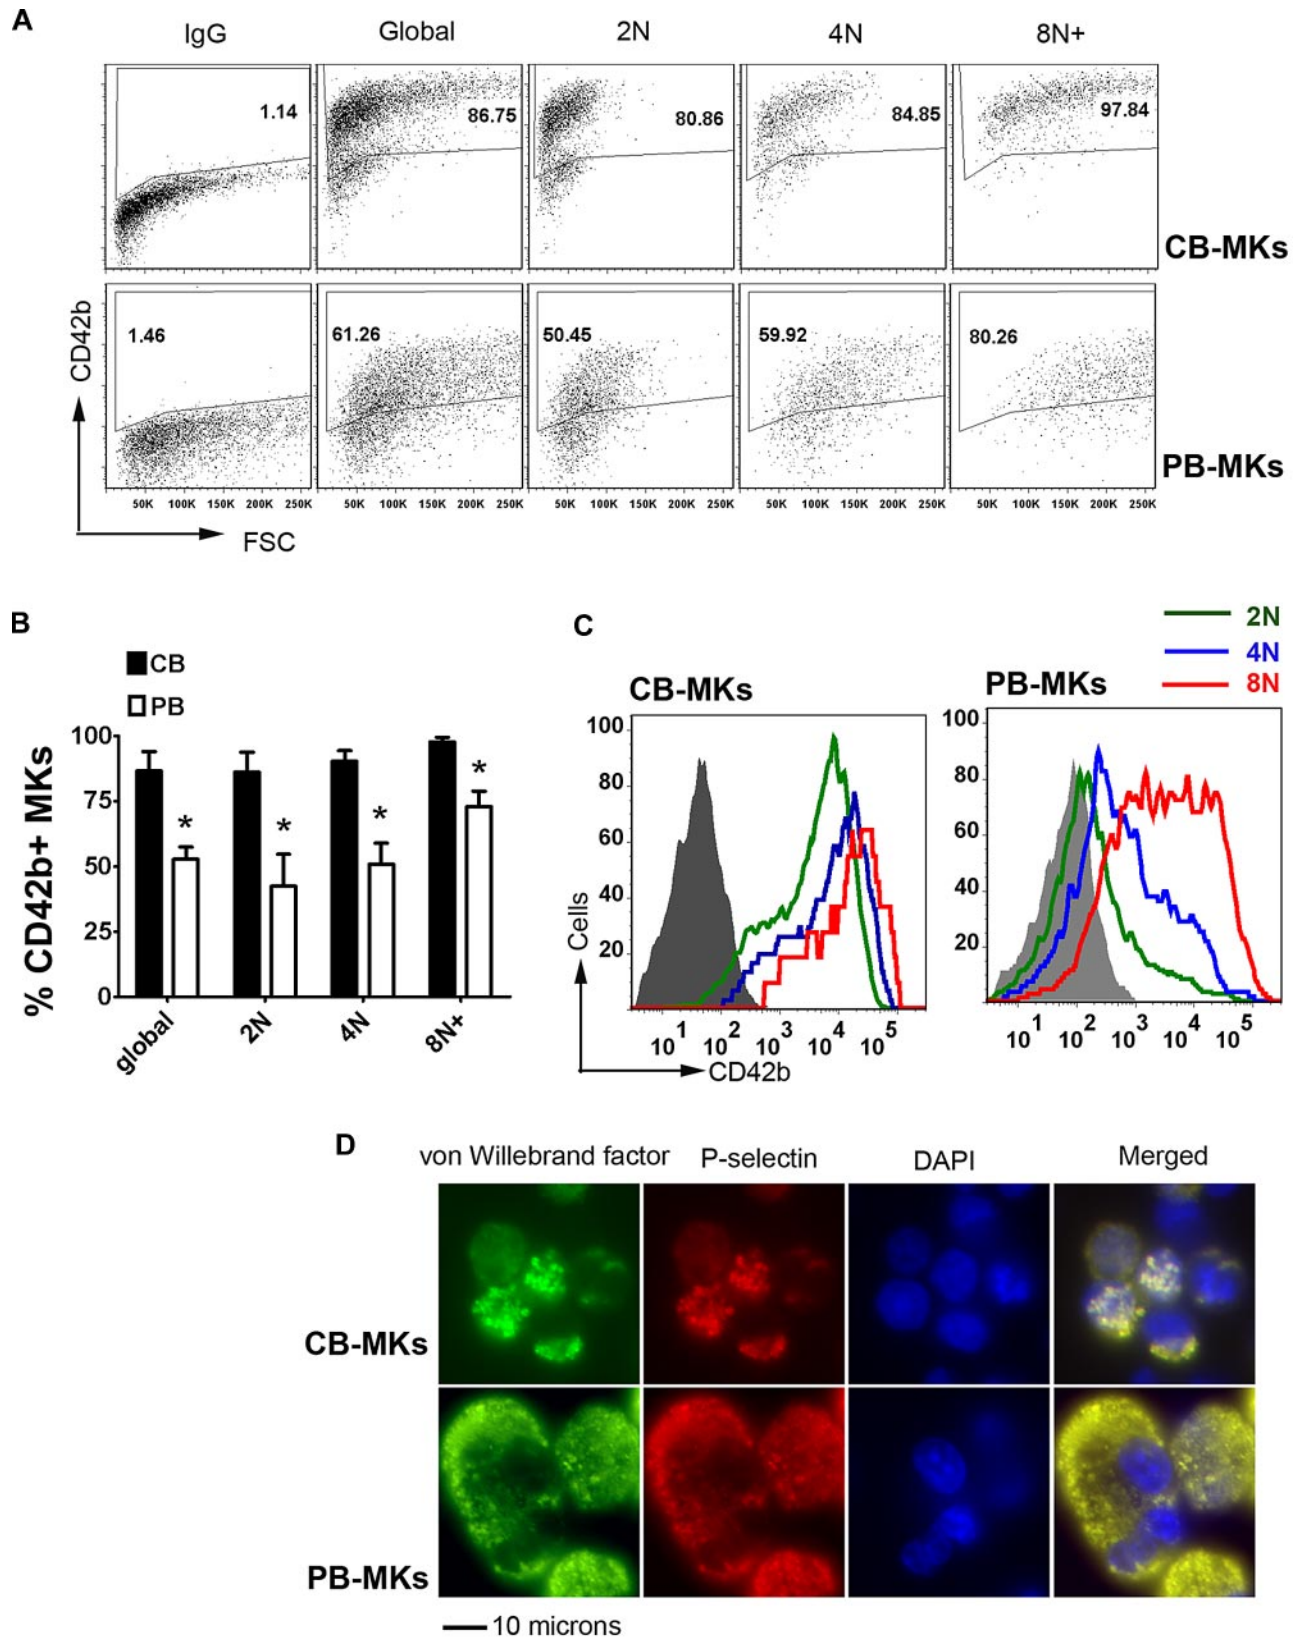 A
IgG Global 2N 4N 8N+
1.14 86.75 80.86 84.85 97.84
CB-MKs
1.46 61.26 50.45 59.92 80.26
PB-MKs
CD42b
50K 100K 150K 200K 250K 50K 100K 150K 200K 250K 50K 100K 150K 200K 250K 50K 100K 150K 200K 250K 50K 100K 150K 200K 250K
FSC
B
CB
PB
% CD42b+ MKs
100
75
50
25
0
* * * *
global 2N 4N 8N+
C
2N
4N
8N
CB-MKs PB-MKs
100 100
80 80
60 60
40 40
20 20
Cells
10^1 10^2 10^3 10^4 10^5 10^1 10^2 10^3 10^4 10^5
CD42b
D
von Willebrand factor P-selectin DAPI Merged
CB-MKs
PB-MKs
10 microns